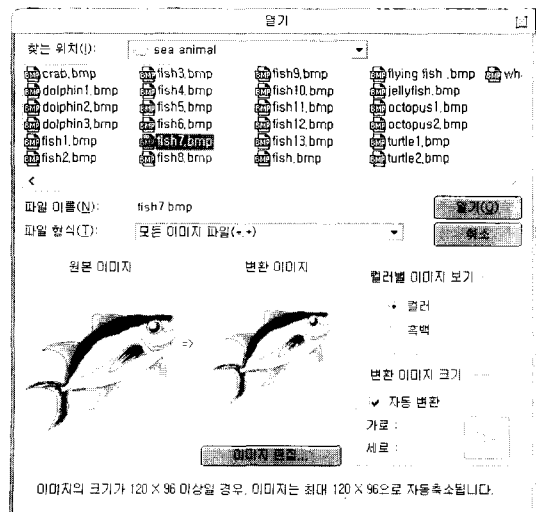 열기
찾는 위치(I): sea animal
crab.bmp fish3.bmp fish9.bmp flying fish .bmp wh
dolphin1.bmp fish4.bmp fish10.bmp jellyfish.bmp
dolphin2.bmp fish5.bmp fish11.bmp octopus1.bmp
dolphin3.bmp fish6.bmp fish12.bmp octopus2.bmp
fish1.bmp fish7.bmp fish13.bmp turtle1.bmp
fish2.bmp fish8.bmp fish.bmp turtle2.bmp
파일 이름(N): fish7.bmp 열기(O)
파일 형식(T): 모든 이미지 파일(*.*) 취소
원본 이미지 변환 이미지
컬러별 이미지 보기
=>
컬러
흑백
변환 이미지 크기
자동 변환
가로 :
세로 :
이미지 편집...
이미지의 크기가 120 X 96 이상일 경우, 이미지는 최대 120 X 96으로 자동축소됩니다.